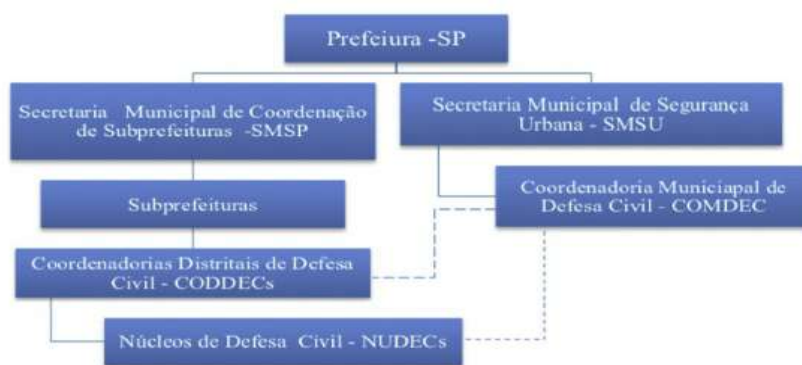 Prefeiura -SP
Secretaria Municipal de Coordenação
de Subprefeituras -SMSP
Secretaria Municipal de Segurança
Urbana - SMSU
Subprefeituras
Coordenadoria Municiapal de
Defesa Civil - COMDEC
Coordenadorias Distritais de Defesa
Civil - CODDECs
Núcleos de Defesa Civil - NUDECs